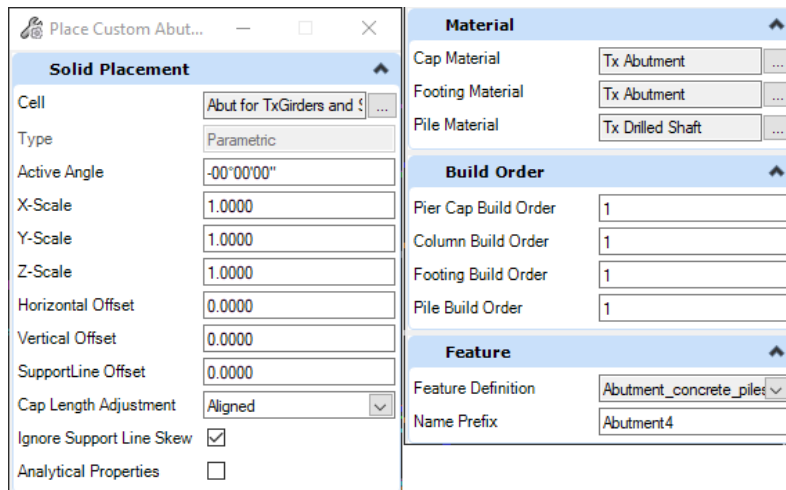 Place Custom Abut...
Solid Placement
Cell Abut for TxGirders and S ...
Type Parametric
Active Angle -00°00'00"
X-Scale 1.0000
Y-Scale 1.0000
Z-Scale 1.0000
Horizontal Offset 0.0000
Vertical Offset 0.0000
SupportLine Offset 0.0000
Cap Length Adjustment Aligned
Ignore Support Line Skew
Analytical Properties
Material
Cap Material Tx Abutment ...
Footing Material Tx Abutment ...
Pile Material Tx Drilled Shaft ...
Build Order
Pier Cap Build Order 1
Column Build Order 1
Footing Build Order 1
Pile Build Order 1
Feature
Feature Definition Abutment_concrete_piles
Name Prefix Abutment4